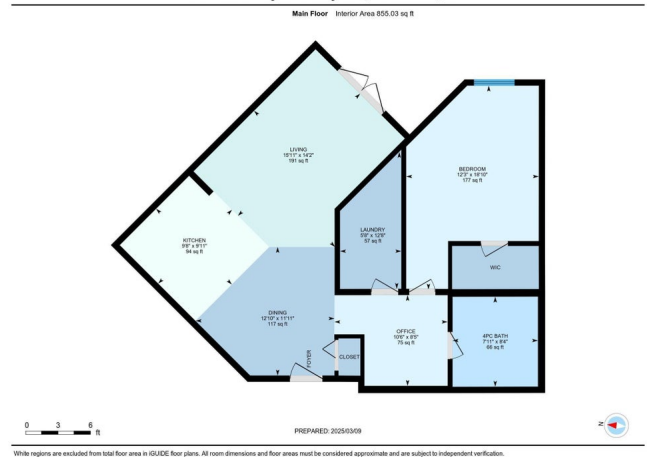 Main Floor Interior Area 855.03 sq ft
LIVING
15'11" x 14'2"
191 sq ft
BEDROOM
12'3" x 18'10"
177 sq ft
KITCHEN
9'8" x 9'11"
94 sq ft
LAUNDRY
5'8" x 12'8"
57 sq ft
WIC
DINING
12'10" x 11'11"
117 sq ft
OFFICE
10'6" x 8'5"
75 sq ft
4PC BATH
7'11" x 8'4"
66 sq ft
FOYER
CLOSET
0 3 6
ft
PREPARED: 2025/03/09
N
White regions are excluded from total floor area in iGUIDE floor plans. All room dimensions and floor areas must be considered approximate and are subject to independent verification.